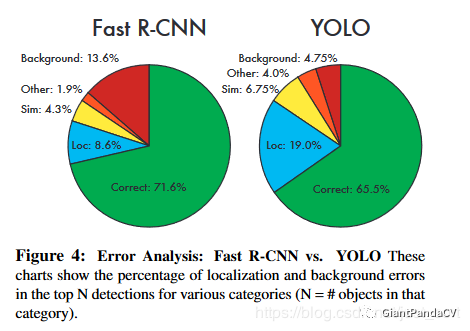 Fast R-CNN
YOLO
Background: 13.6%
Other: 1.9%
Sim: 4.3%
Loc: 8.6%
Correct: 71.6%
Background: 4.75%
Other: 4.0%
Sim: 6.75%
Loc: 19.0%
Correct: 65.5%
Figure 4: Error Analysis: Fast R-CNN vs. YOLO These
charts show the percentage of localization and background errors
in the top N detections for various categories (N = # objects in that
category).
GiantPandaCV